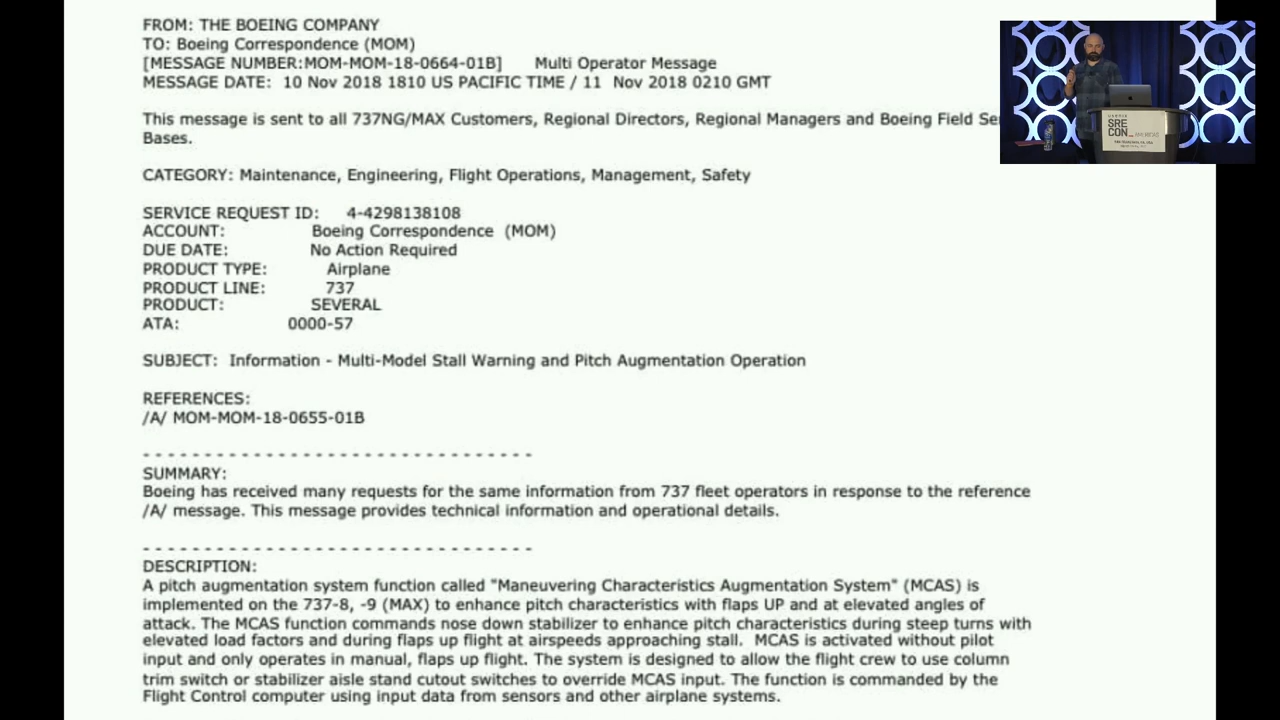 FROM: THE BOEING COMPANY
TO: Boeing Correspondence (MOM)
[MESSAGE NUMBER:MOM-MOM-18-0664-01B] Multi Operator Message
MESSAGE DATE: 10 Nov 2018 1810 US PACIFIC TIME / 11 Nov 2018 0210 GMT
This message is sent to all 737NG/MAX Customers, Regional Directors, Regional Managers and Boeing Field
Bases.
CATEGORY: Maintenance, Engineering, Flight Operations, Management, Safety
SERVICE REQUEST ID: 4-4298138108
ACCOUNT: Boeing Correspondence (MOM)
DUE DATE: No Action Required
PRODUCT TYPE: Airplane
PRODUCT LINE: 737
PRODUCT: SEVERAL
ATA: 0000-57
SUBJECT: Information - Multi-Model Stall Warning and Pitch Augmentation Operation
REFERENCES:
/A/ MOM-MOM-18-0655-01B
- - - - - - - - - - - - - - - - - - - - - - - - - - - - - - - -
SUMMARY:
Boeing has received many requests for the same information from 737 fleet operators in response to the reference
/A/ message. This message provides technical information and operational details.
- - - - - - - - - - - - - - - - - - - - - - - - - - - - - - - -
DESCRIPTION:
A pitch augmentation system function called "Maneuvering Characteristics Augmentation System" (MCAS) is
implemented on the 737-8, -9 (MAX) to enhance pitch characteristics with flaps UP and at elevated angles of
attack. The MCAS function commands nose down stabilizer to enhance pitch characteristics during steep turns with
elevated load factors and during flaps up flight at airspeeds approaching stall. MCAS is activated without pilot
input and only operates in manual, flaps up flight. The system is designed to allow the flight crew to use column
trim switch or stabilizer aisle stand cutout switches to override MCAS input. The function is commanded by the
Flight Control computer using input data from sensors and other airplane systems.
SRE
CON